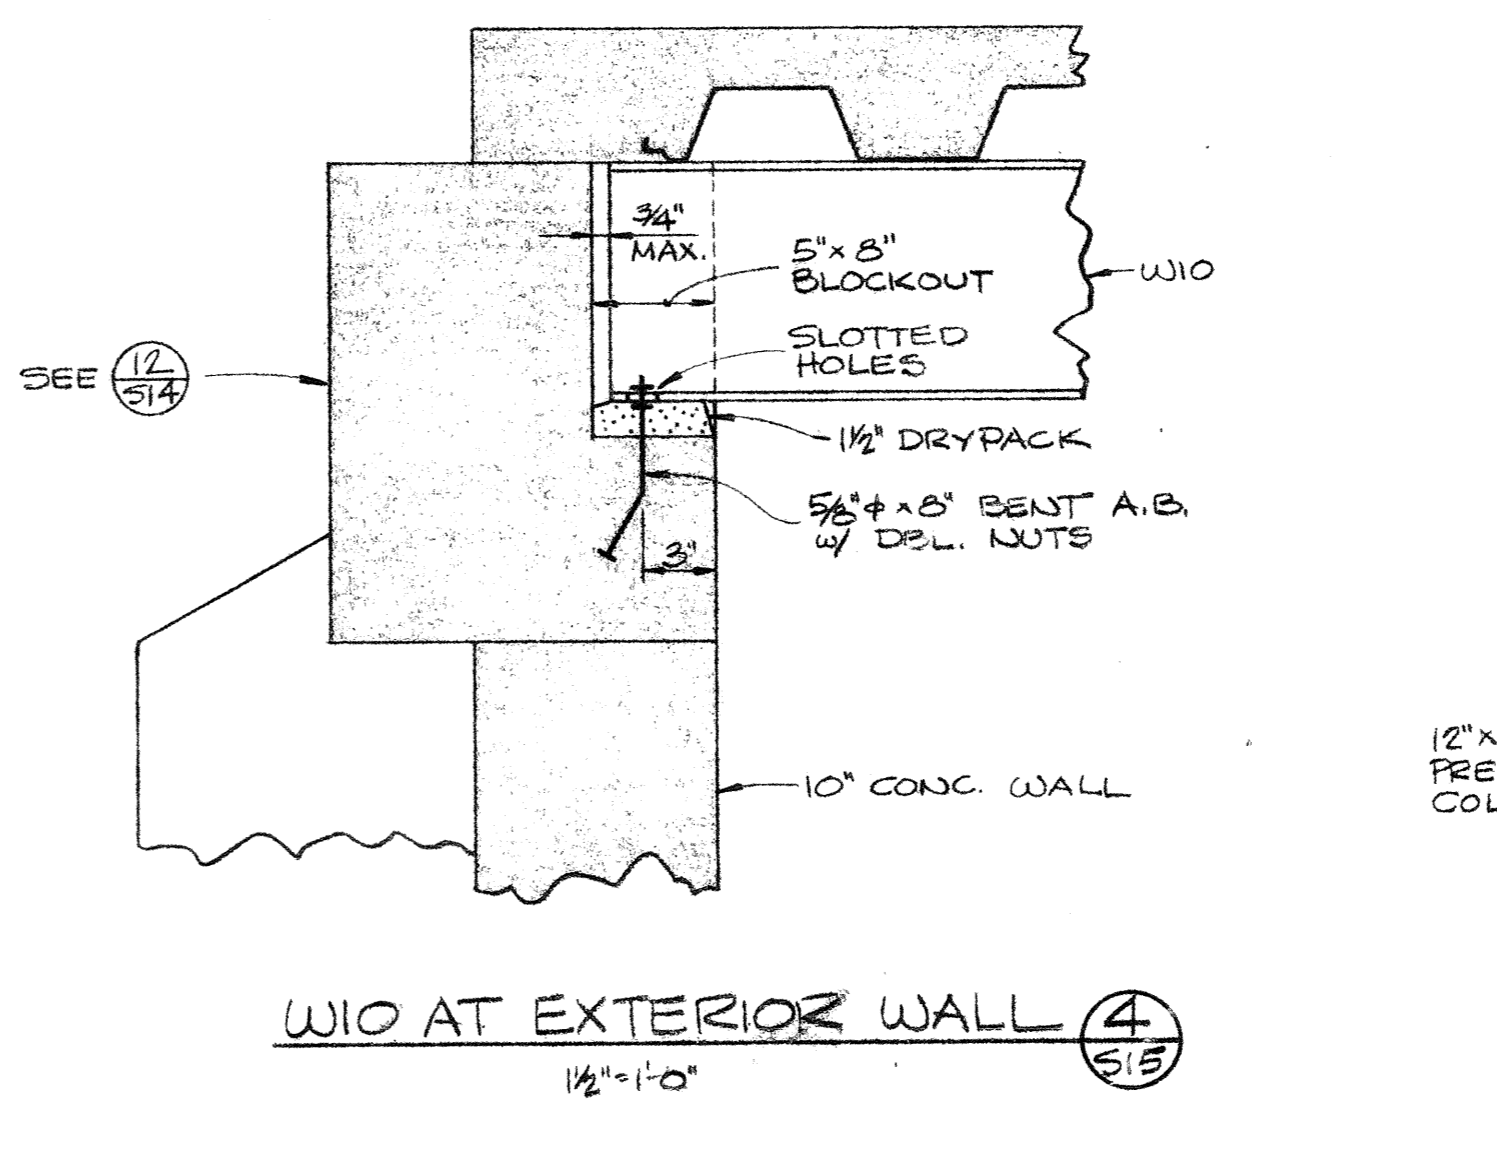 3/4"
MAX.
5"x 8"
BLOCKOUT
W10
SLOTTED
HOLES
SEE 12
S14
1½" DRYPACK
5/8"ϕ x 8" BENT A.B.
w/ DBL. NUTS
3"
12"x
PRE
COL
10" CONC. WALL
W10 AT EXTERIOR WALL 4
S15
1½"=1'-0"